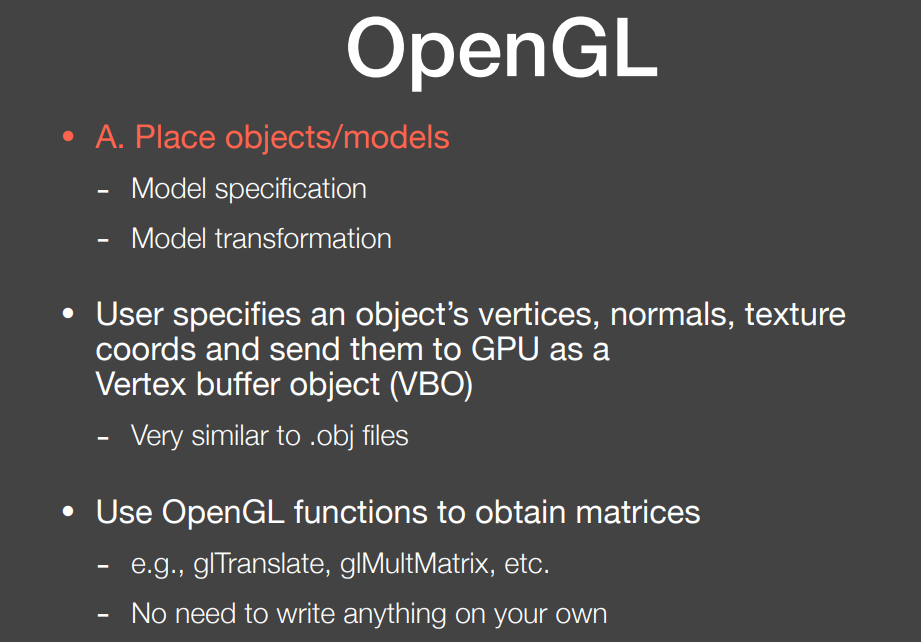 OpenGL
• A. Place objects/models
- Model specification
- Model transformation
• User specifies an object’s vertices, normals, texture
coords and send them to GPU as a
Vertex buffer object (VBO)
- Very similar to .obj files
• Use OpenGL functions to obtain matrices
- e.g., glTranslate, glMultMatrix, etc.
- No need to write anything on your own